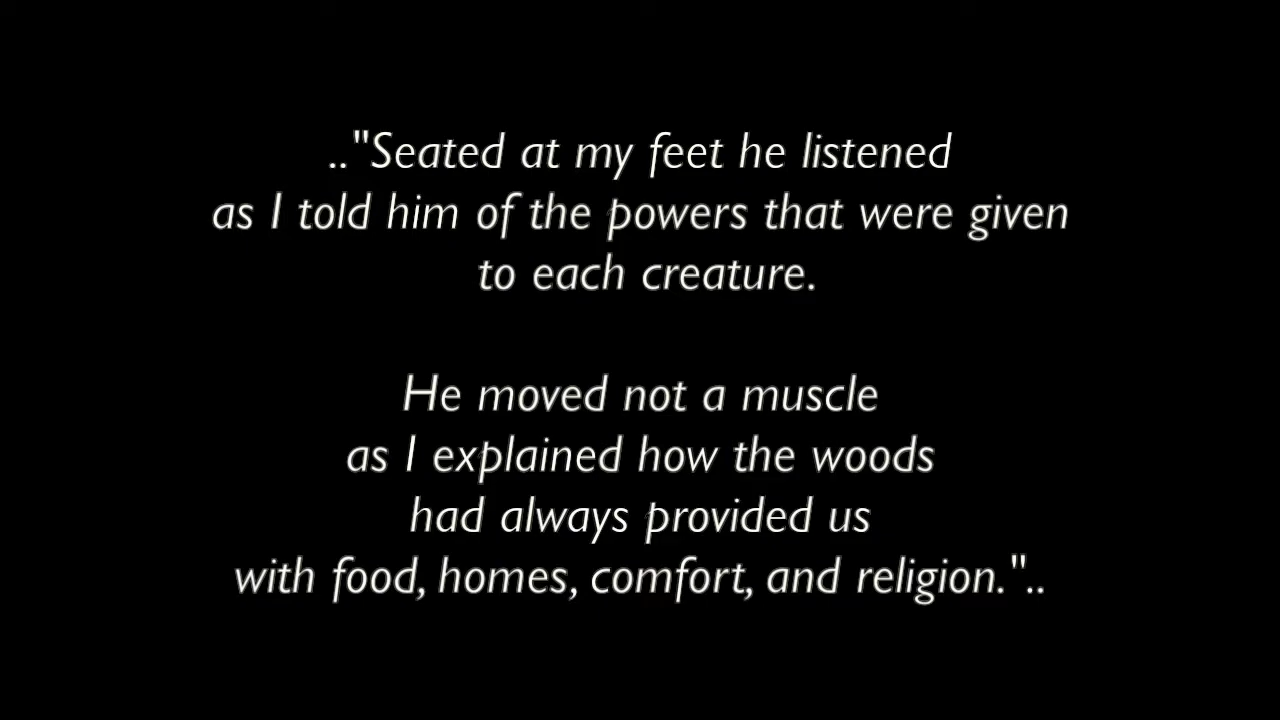 .."Seated at my feet he listened
as I told him of the powers that were given
to each creature.
He moved not a muscle
as I explained how the woods
had always provided us
with food, homes, comfort, and religion."..